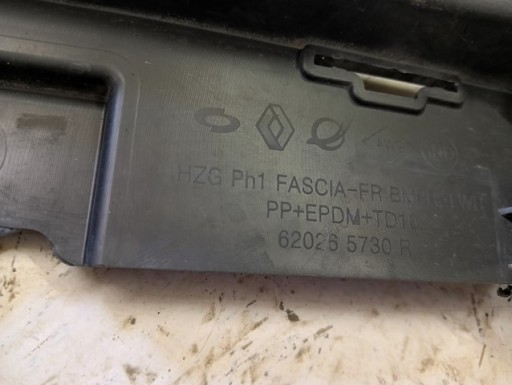 HZG Ph1 FASCIA-FR
PP+EPDM+TD10
62026 5730 R